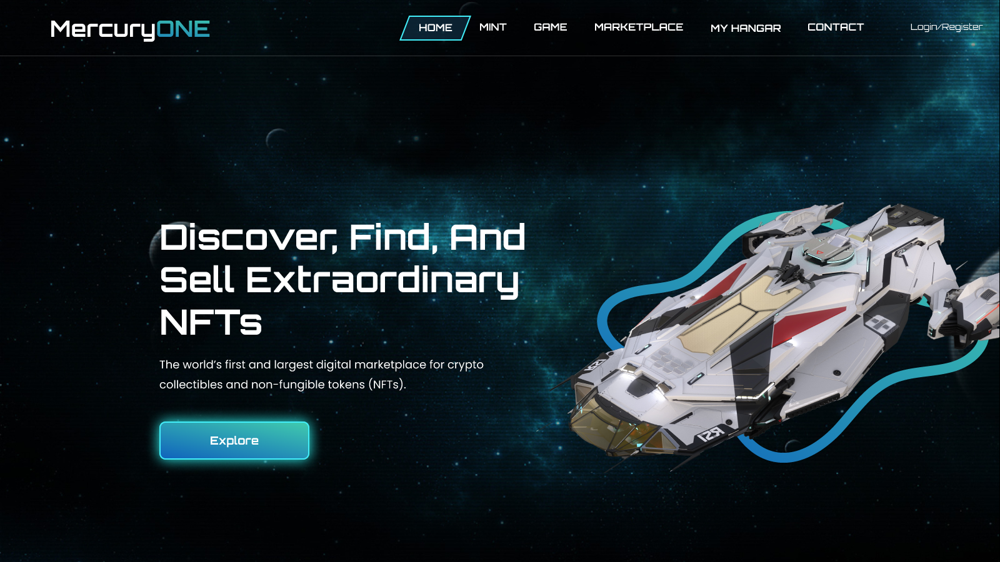 MercuryONE
HOME MINT GAME MARKETPLACE MY HANGAR CONTACT Login/Register
Discover, Find, And
Sell Extraordinary
NFTs
The world's first and largest digital marketplace for crypto
collectibles and non-fungible tokens (NFTs).
Explore
RSI